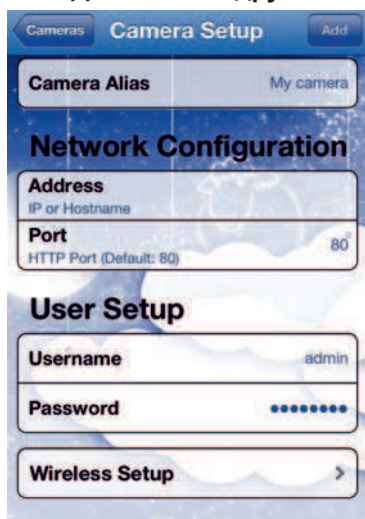 Cameras Camera Setup Add
Camera Alias My camera
Network Configuration
Address
IP or Hostname
Port 80
HTTP Port (Default: 80)
User Setup
Username admin
Password ••••••••
Wireless Setup >